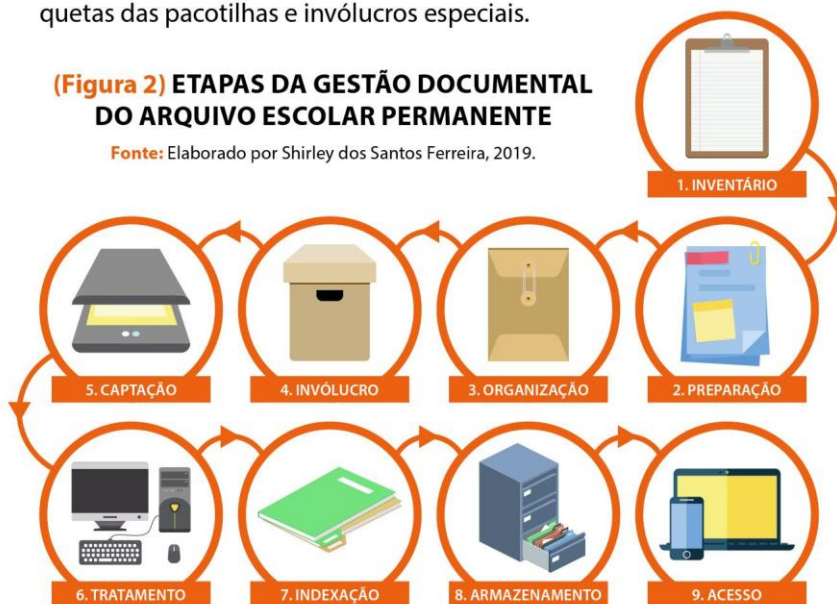 quetas das pacotilhas e invólucros especiais.
(Figura 2) ETAPAS DA GESTÃO DOCUMENTAL
DO ARQUIVO ESCOLAR PERMANENTE
Fonte: Elaborado por Shirley dos Santos Ferreira, 2019.
1. INVENTÁRIO
2. PREPARAÇÃO
3. ORGANIZAÇÃO
4. INVÓLUCRO
5. CAPTAÇÃO
6. TRATAMENTO
7. INDEXAÇÃO
8. ARMAZENAMENTO
9. ACESSO